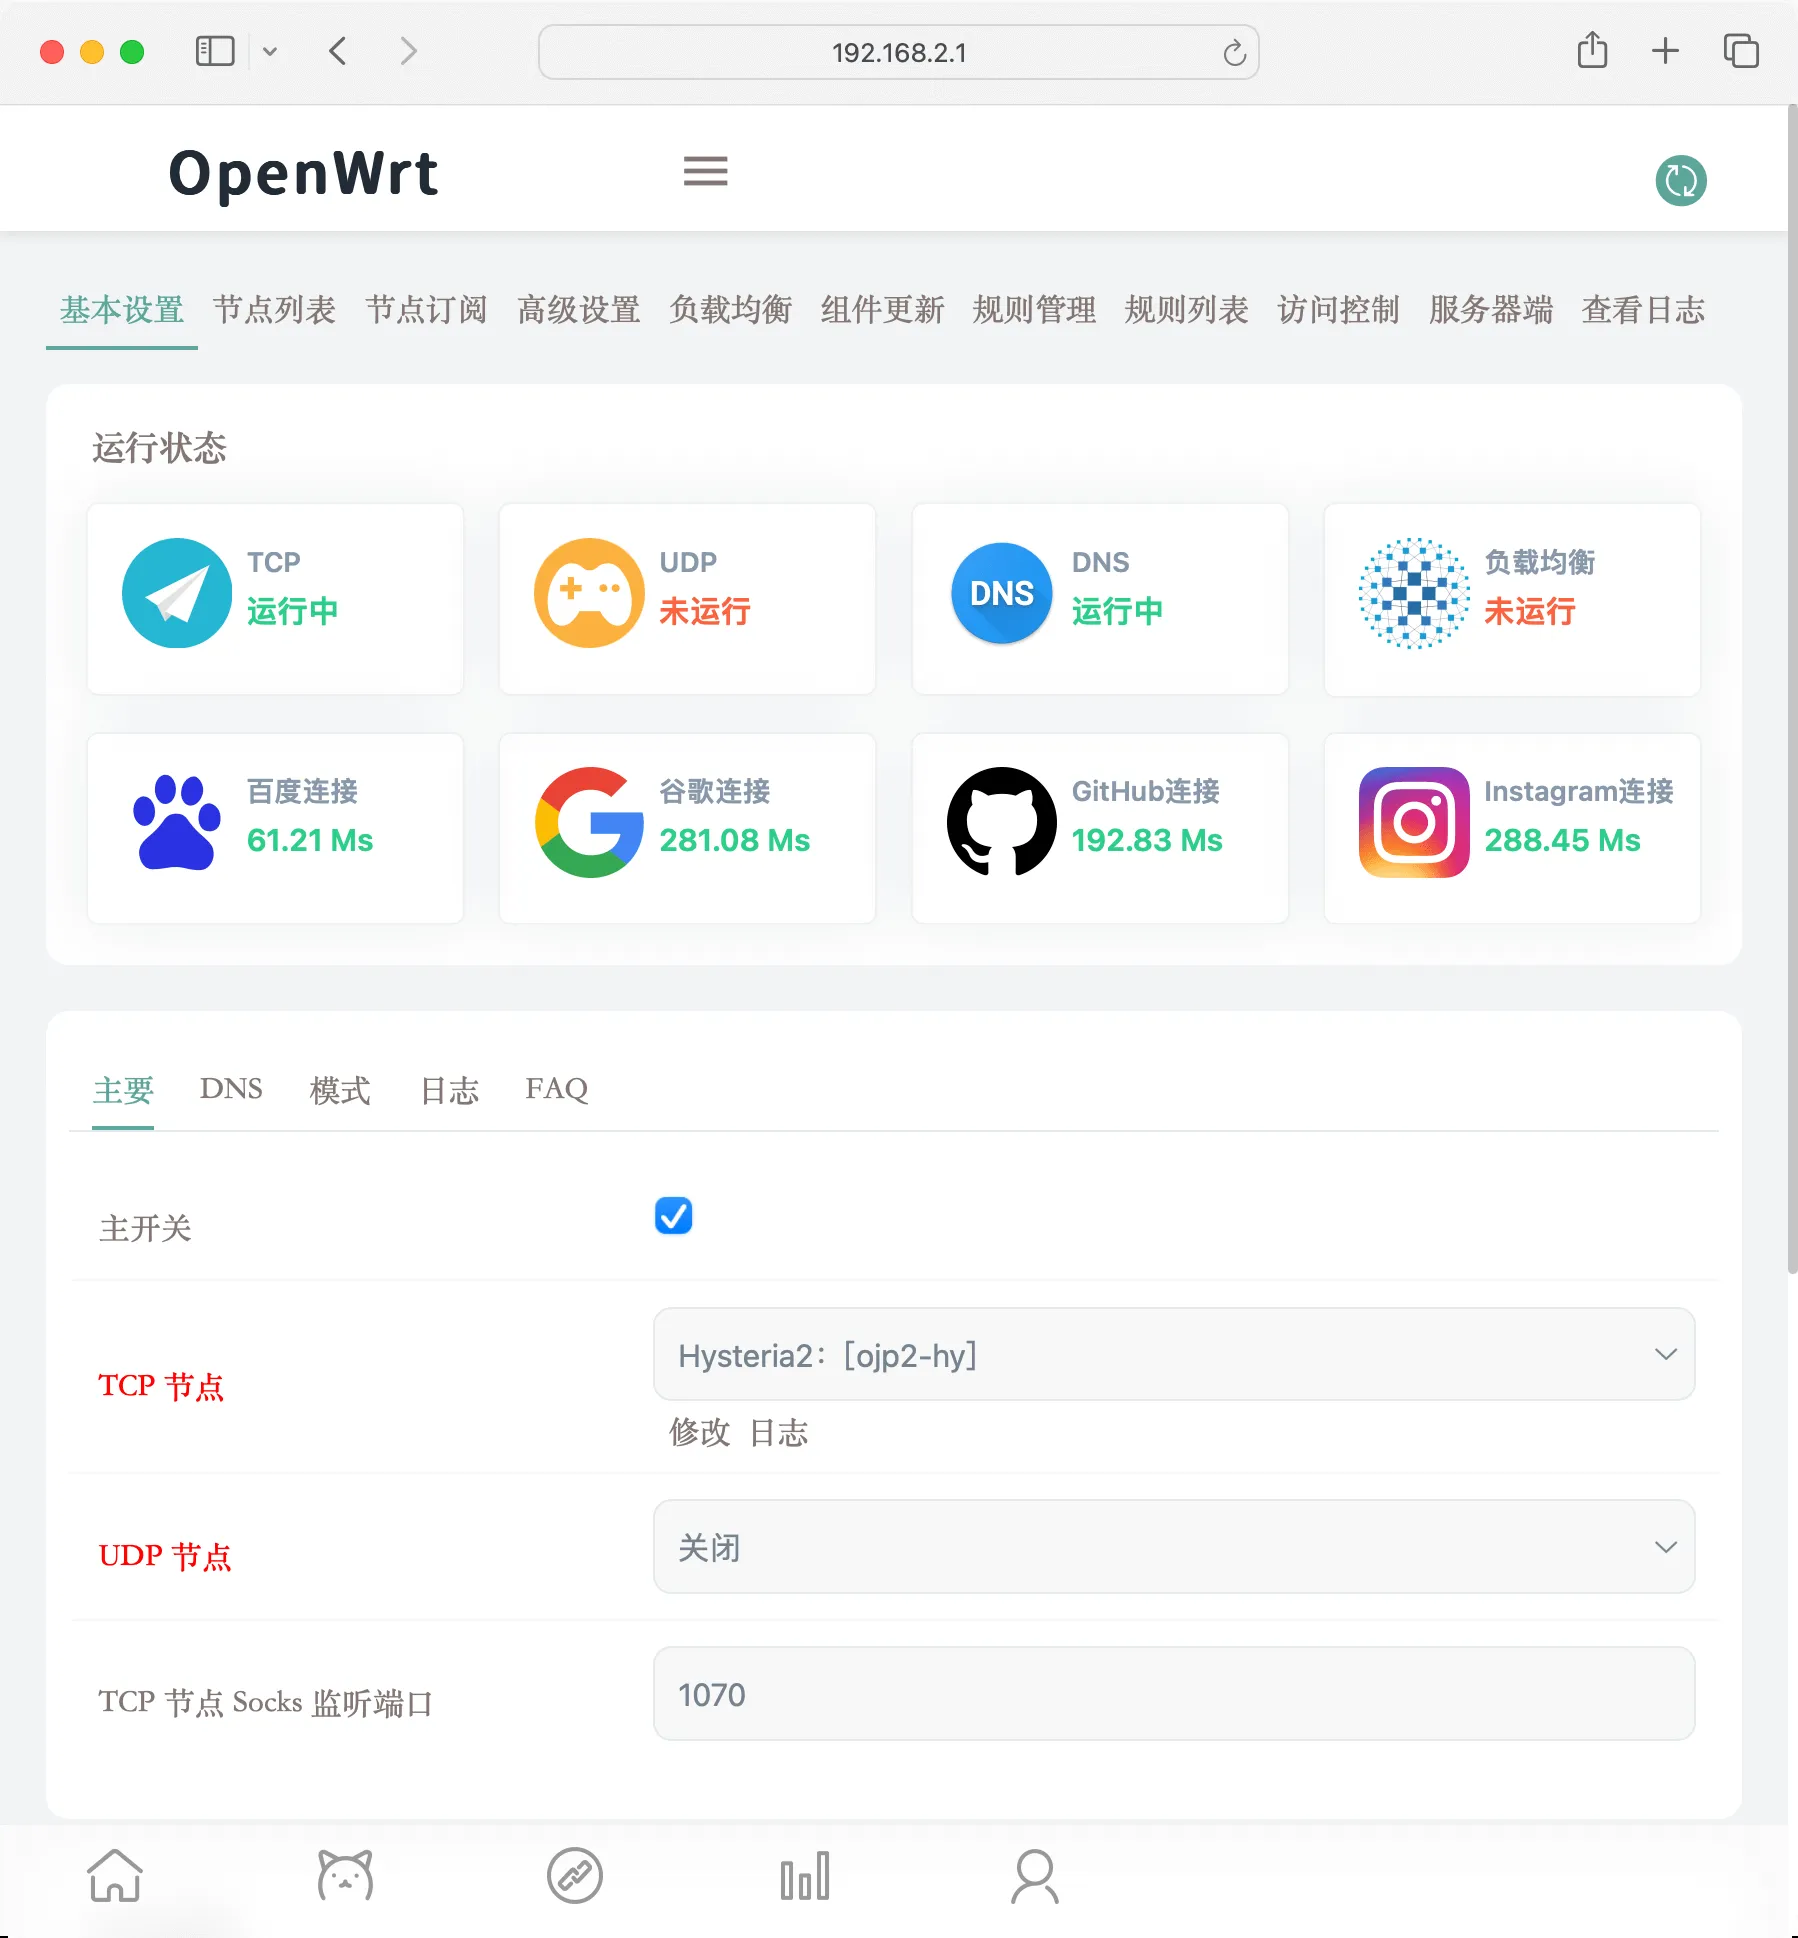 192.168.2.1
OpenWrt
基本设置 节点列表 节点订阅 高级设置 负载均衡 组件更新 规则管理 规则列表 访问控制 服务器端 查看日志
运行状态
TCP
运行中
UDP
未运行
DNS
DNS
运行中
负载均衡
未运行
百度连接
61.21 Ms
谷歌连接
281.08 Ms
GitHub连接
192.83 Ms
Instagram连接
288.45 Ms
主要 DNS 模式 日志 FAQ
主开关
TCP 节点
Hysteria2：[ojp2-hy]
修改 日志
UDP 节点
关闭
TCP 节点 Socks 监听端口
1070